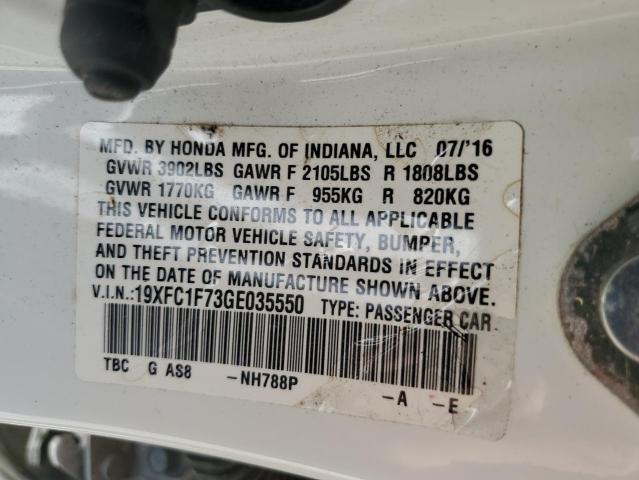 MFD. BY HONDA MFG. OF INDIANA, LLC 07/'16
GVWR 3902LBS GAWR F 2105LBS R 1808LBS
GVWR 1770KG GAWR F 955KG R 820KG
THIS VEHICLE CONFORMS TO ALL APPLICABLE
FEDERAL MOTOR VEHICLE SAFETY, BUMPER,
AND THEFT PREVENTION STANDARDS IN EFFECT
ON THE DATE OF MANUFACTURE SHOWN ABOVE.
V.I.N.:19XFC1F73GE035550 TYPE: PASSENGER CAR
TBC G AS8 -NH788P -A -E